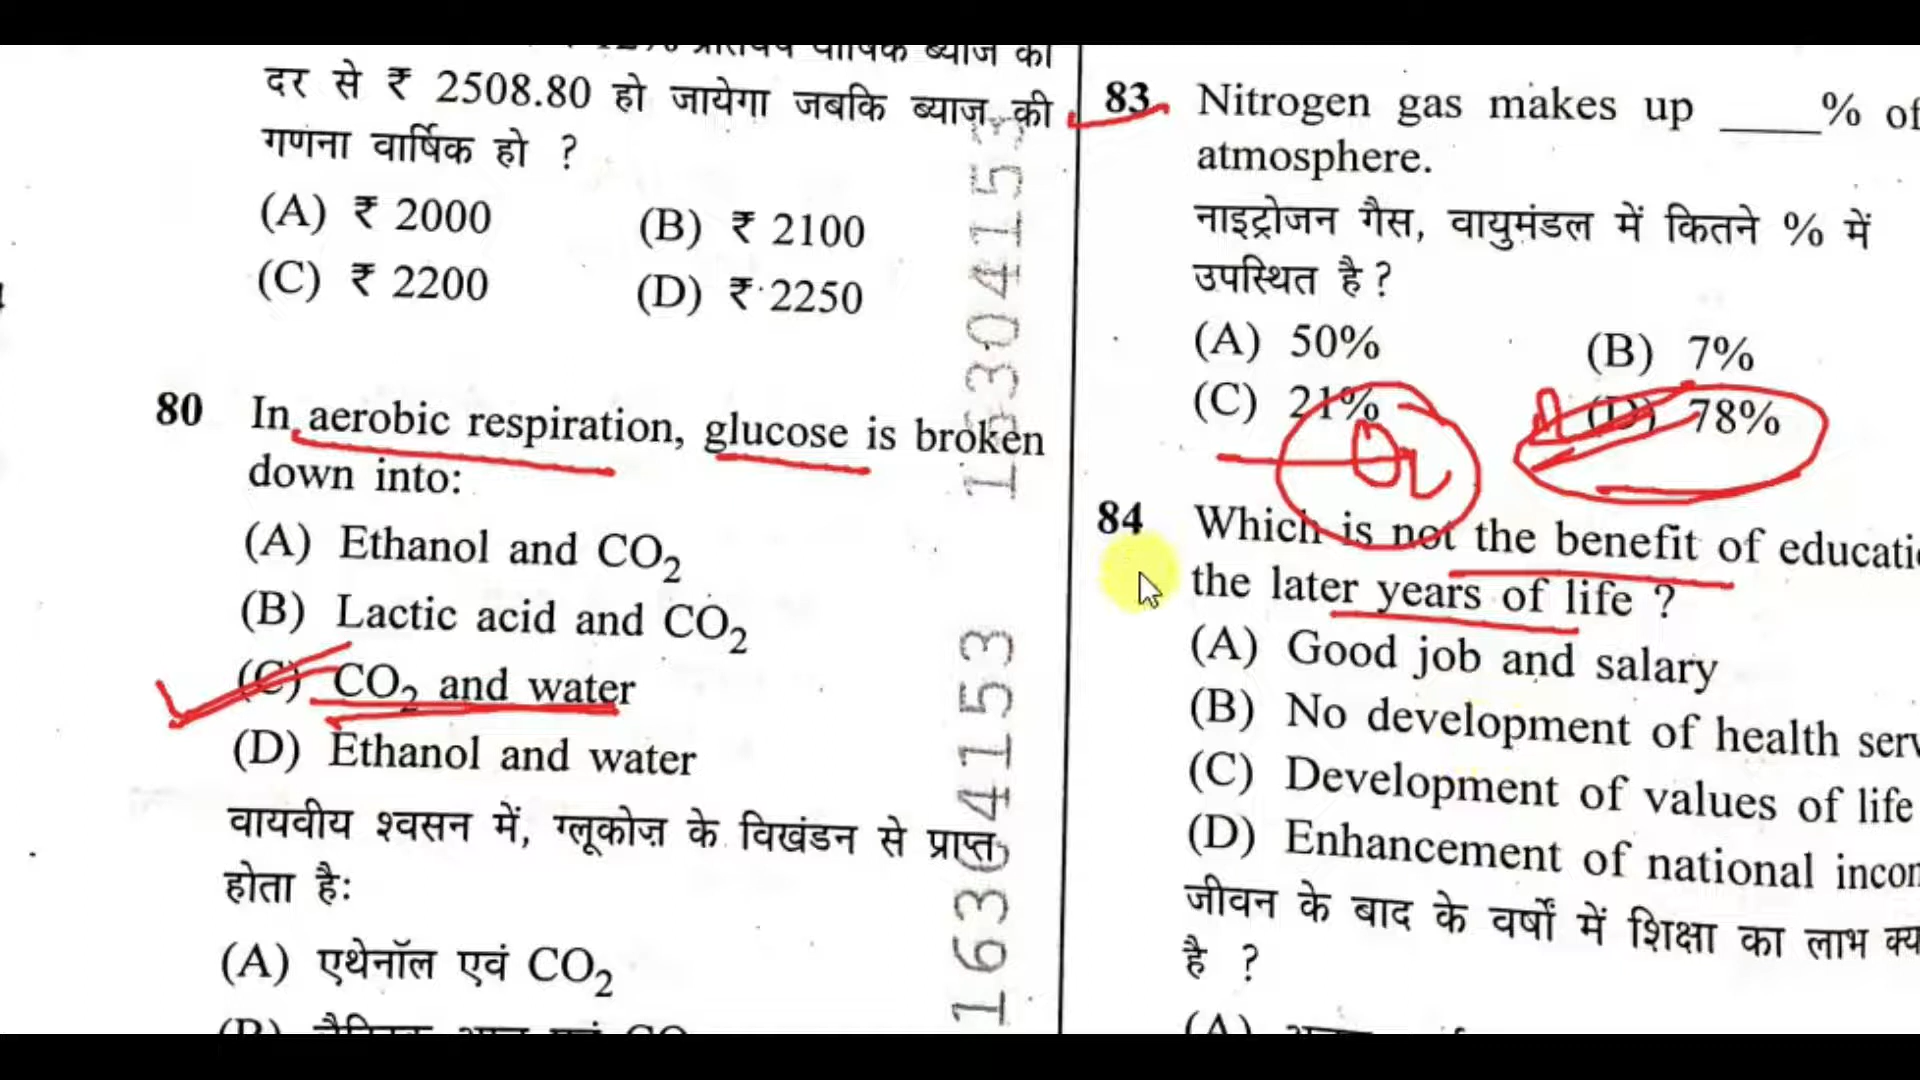 12% प्रतिवर्ष वार्षिक ब्याज की
दर से ₹ 2508.80 हो जायेगा जबकि ब्याज की
गणना वार्षिक हो ?
(A) ₹ 2000 (B) ₹ 2100
(C) ₹ 2200 (D) ₹ 2250
80 In aerobic respiration, glucose is broken
down into:
(A) Ethanol and CO2
(B) Lactic acid and CO2
(C) CO2 and water
(D) Ethanol and water
वायवीय श्वसन में, ग्लूकोज़ के विखंडन से प्राप्त
होता है:
(A) एथेनॉल एवं CO2
(B)
16304153
16304153
83 Nitrogen gas makes up ____% of
atmosphere.
नाइट्रोजन गैस, वायुमंडल में कितने % में
उपस्थित है ?
(A) 50% (B) 7%
(C) 21% (D) 78%
O2
84 Which is not the benefit of
the later years of life ?
(A) Good job and salary
(B) No development of health
(C) Development of values of life
(D) Enhancement of national
जीवन के बाद के वर्षों में शिक्षा का लाभ
है ?
(A)